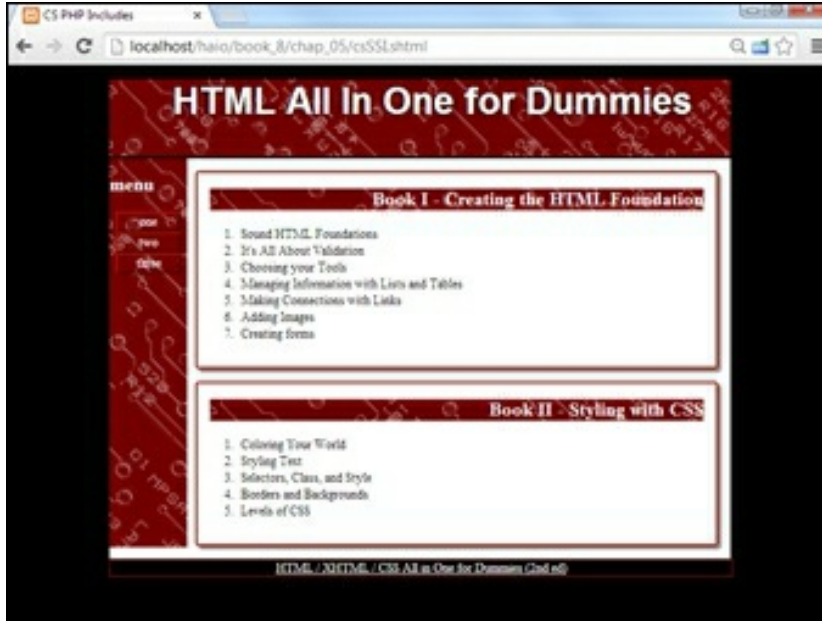 CS PHP Includes
localhost/haio/book_8/chap_05/csSSI.shtml
HTML All In One for Dummies
menu
one
two
three
Book I - Creating the HTML Foundation
1. Sound HTML Foundations
2. It's All About Validation
3. Choosing your Tools
4. Managing Information with Lists and Tables
5. Making Connections with Links
6. Adding Images
7. Creating forms
Book II - Styling with CSS
1. Coloring Your World
2. Styling Text
3. Selectors, Class, and Style
4. Borders and Backgrounds
5. Levels of CSS
HTML / XHTML / CSS All in One for Dummies (2nd ed)